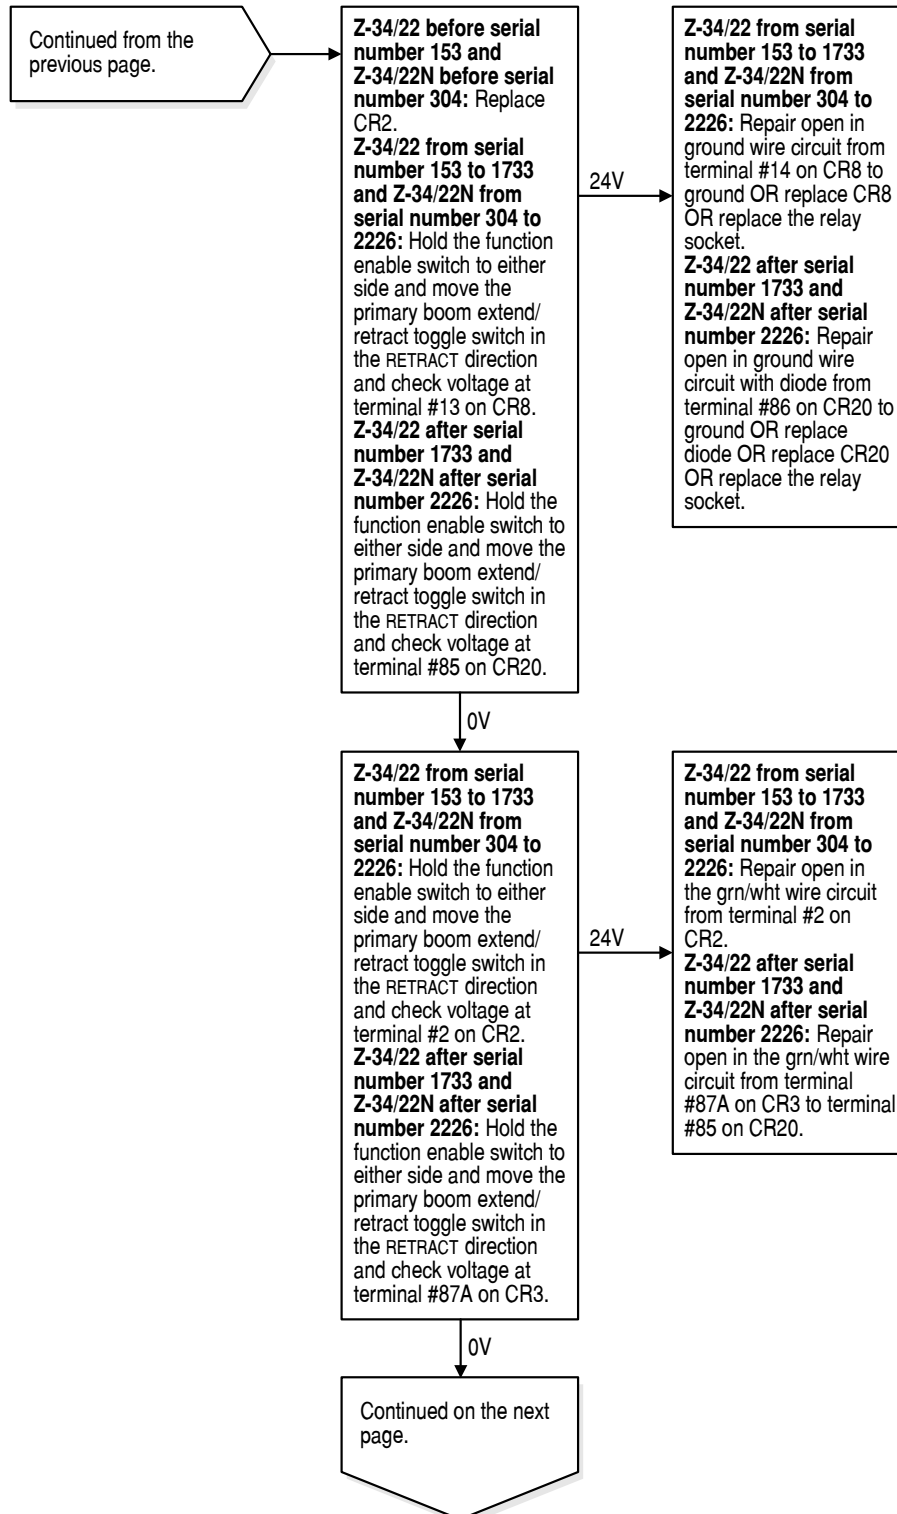 Continued from the
previous page.
Z-34/22 before serial
number 153 and
Z-34/22N before serial
number 304: Replace
CR2.
Z-34/22 from serial
number 153 to 1733
and Z-34/22N from
serial number 304 to
2226: Hold the function
enable switch to either
side and move the
primary boom extend/
retract toggle switch in
the RETRACT direction
and check voltage at
terminal #13 on CR8.
Z-34/22 after serial
number 1733 and
Z-34/22N after serial
number 2226: Hold the
function enable switch to
either side and move the
primary boom extend/
retract toggle switch in
the RETRACT direction
and check voltage at
terminal #85 on CR20.
24V
Z-34/22 from serial
number 153 to 1733
and Z-34/22N from
serial number 304 to
2226: Repair open in
ground wire circuit from
terminal #14 on CR8 to
ground OR replace CR8
OR replace the relay
socket.
Z-34/22 after serial
number 1733 and
Z-34/22N after serial
number 2226: Repair
open in ground wire
circuit with diode from
terminal #86 on CR20 to
ground OR replace
diode OR replace CR20
OR replace the relay
socket.
0V
Z-34/22 from serial
number 153 to 1733
and Z-34/22N from
serial number 304 to
2226: Hold the function
enable switch to either
side and move the
primary boom extend/
retract toggle switch in
the RETRACT direction
and check voltage at
terminal #2 on CR2.
Z-34/22 after serial
number 1733 and
Z-34/22N after serial
number 2226: Hold the
function enable switch to
either side and move the
primary boom extend/
retract toggle switch in
the RETRACT direction
and check voltage at
terminal #87A on CR3.
24V
Z-34/22 from serial
number 153 to 1733
and Z-34/22N from
serial number 304 to
2226: Repair open in
the grn/wht wire circuit
from terminal #2 on
CR2.
Z-34/22 after serial
number 1733 and
Z-34/22N after serial
number 2226: Repair
open in the grn/wht wire
circuit from terminal
#87A on CR3 to terminal
#85 on CR20.
0V
Continued on the next
page.